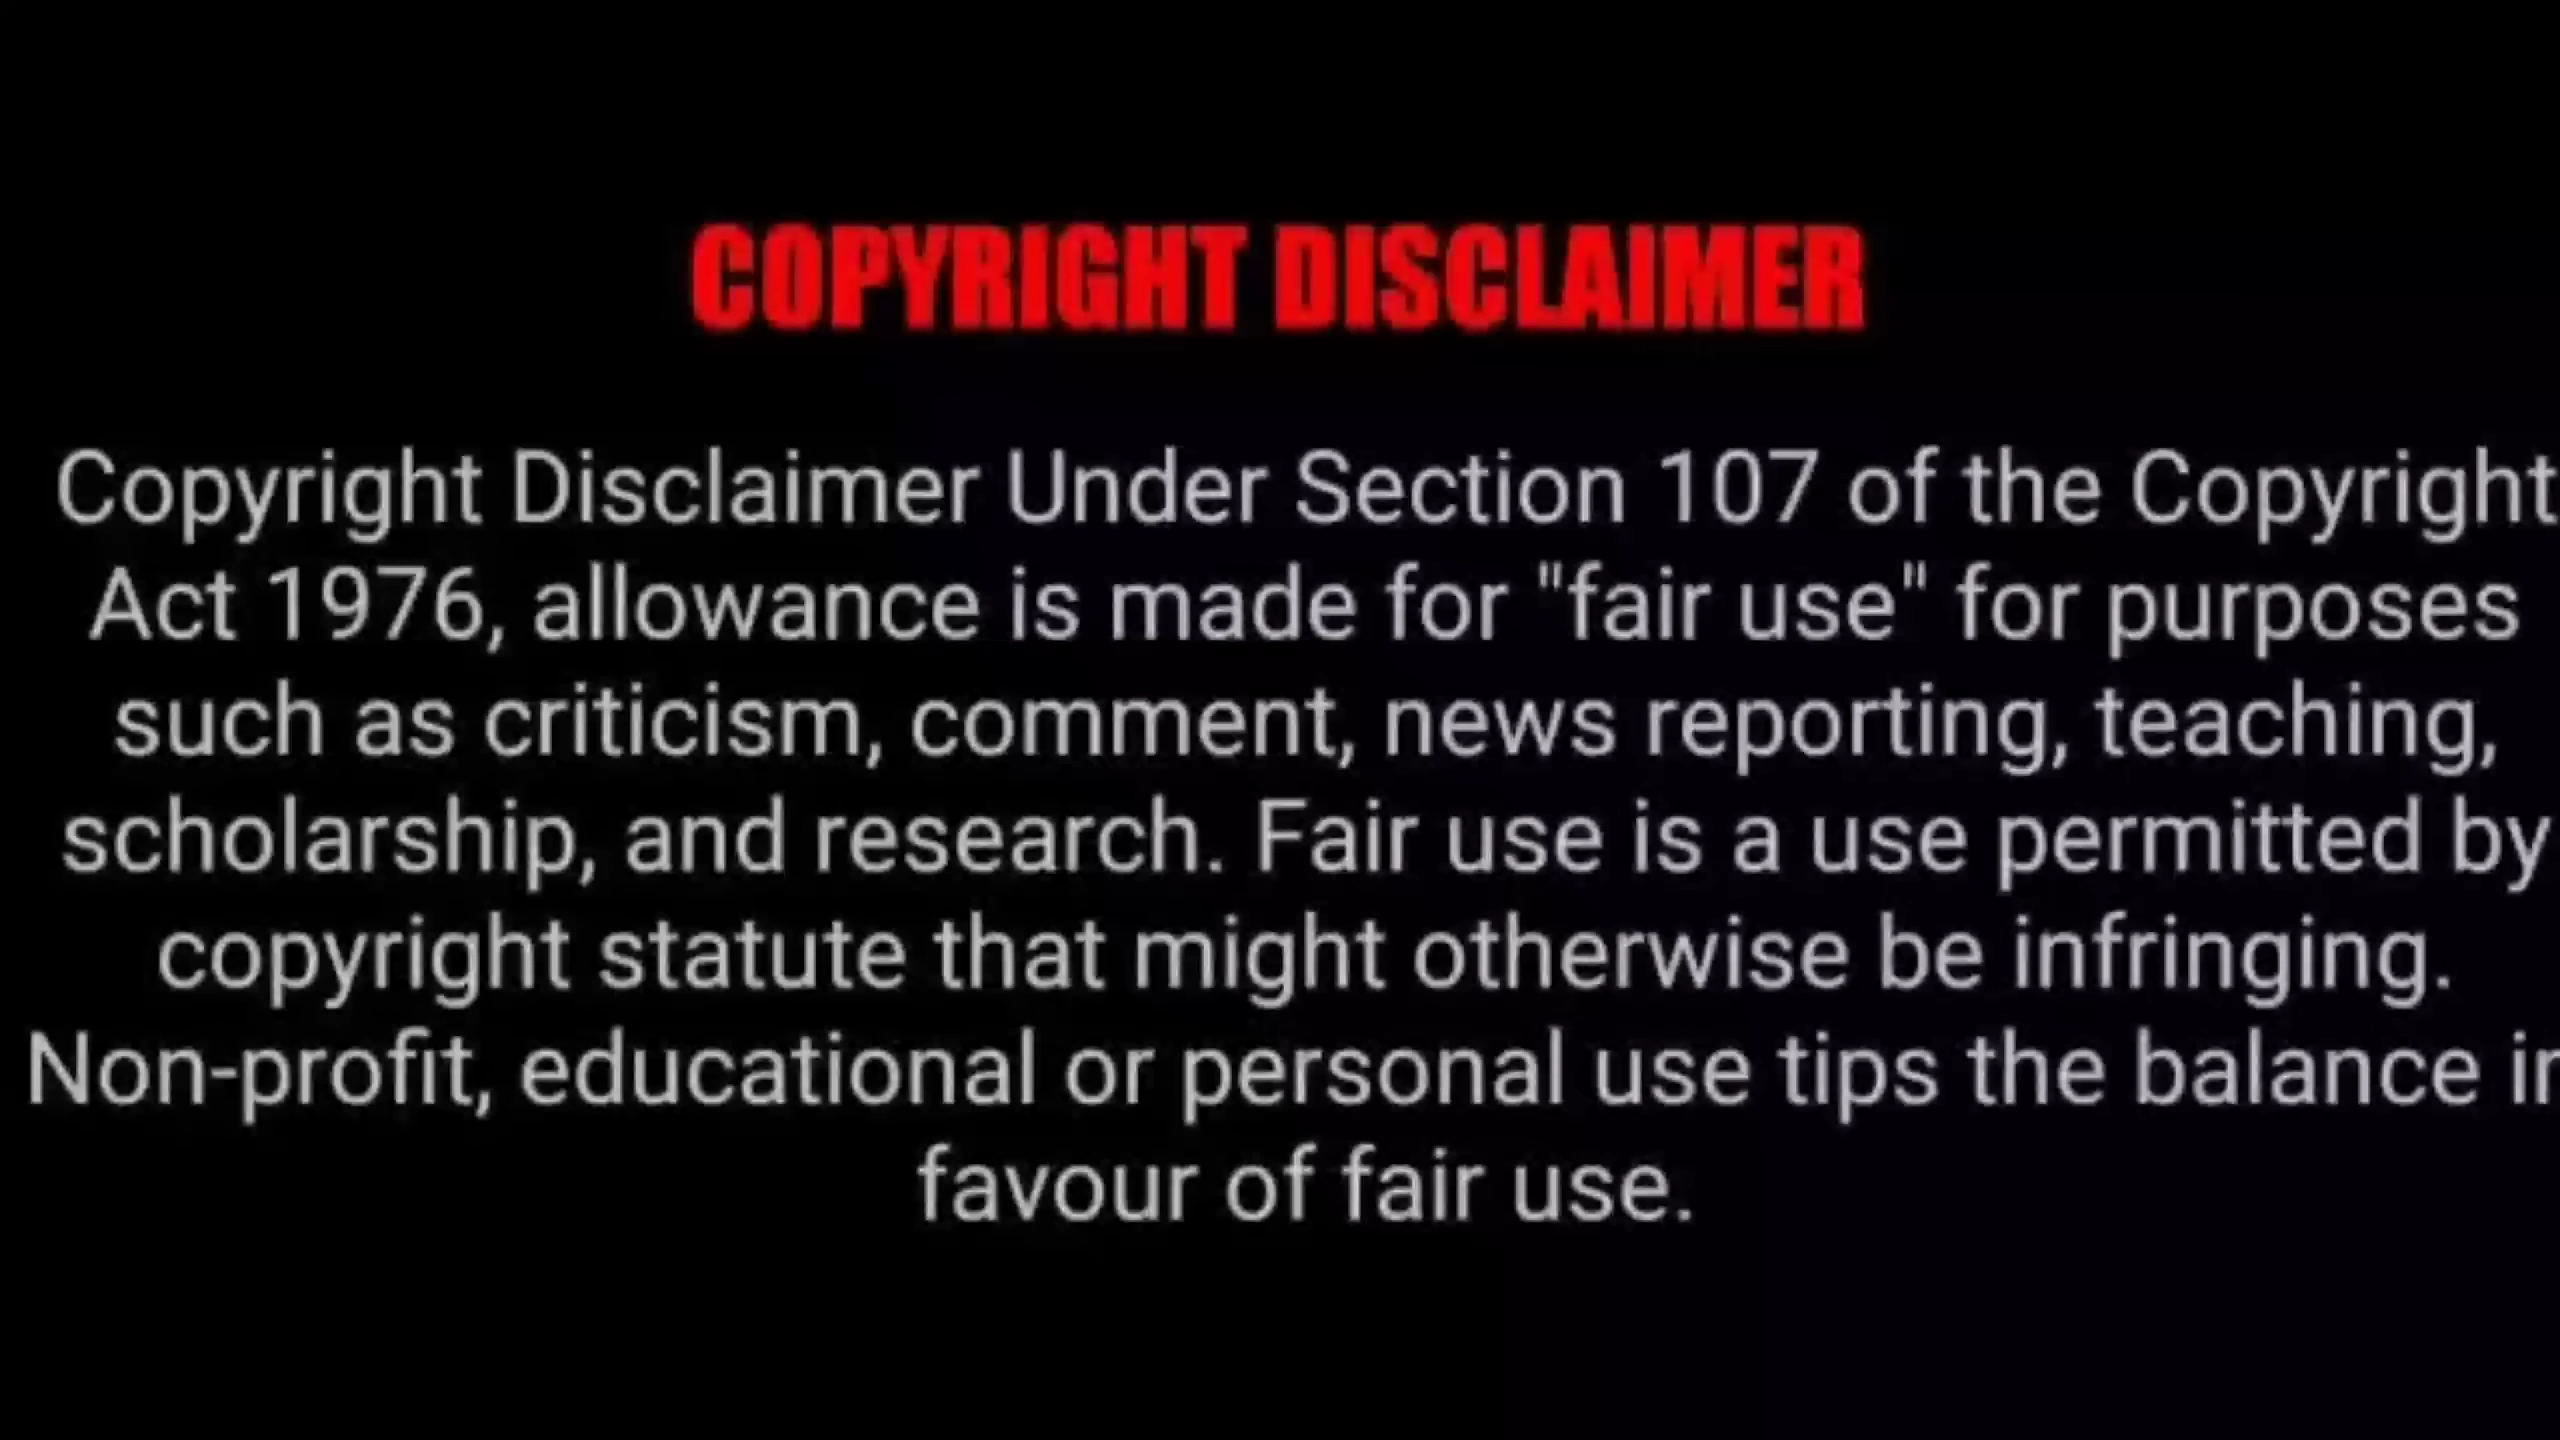 COPYRIGHT DISCLAIMER
Copyright Disclaimer Under Section 107 of the Copyright
Act 1976, allowance is made for "fair use" for purposes
such as criticism, comment, news reporting, teaching,
scholarship, and research. Fair use is a use permitted by
copyright statute that might otherwise be infringing.
Non-profit, educational or personal use tips the balance in
favour of fair use.